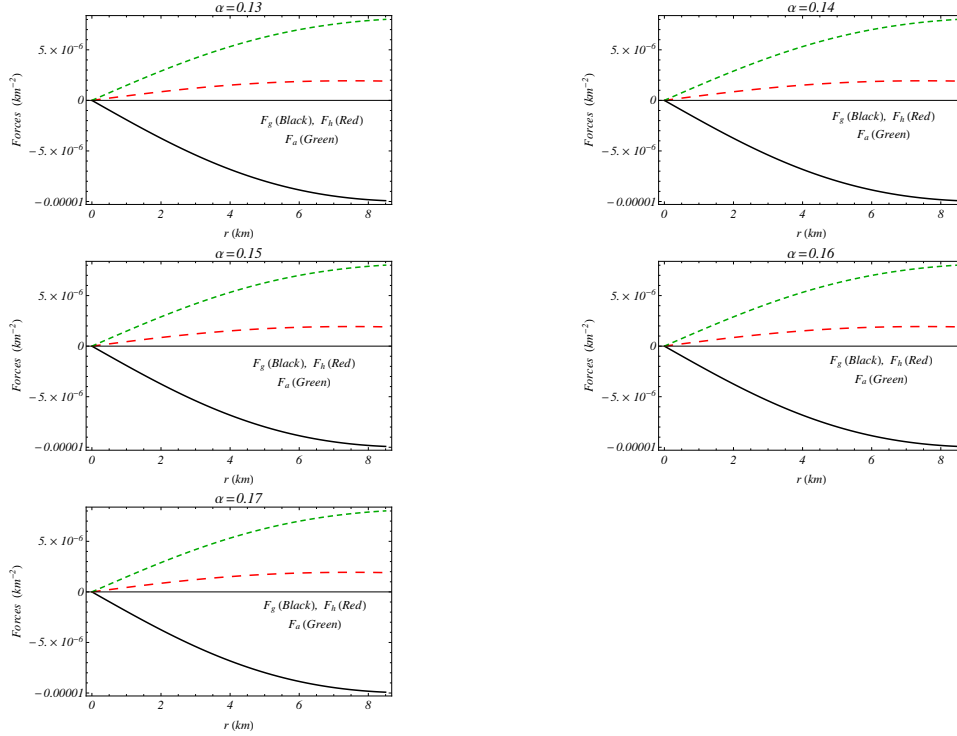 α=0.13
5.×10⁻⁶
0
−5.×10⁻⁶
−0.00001
Forces (km⁻²)
F_g (Black), F_h (Red)
F_a (Green)
0 2 4 6 8
r (km)
α=0.14
5.×10⁻⁶
0
−5.×10⁻⁶
−0.00001
Forces (km⁻²)
F_g (Black), F_h (Red)
F_a (Green)
0 2 4 6 8
r (km)
α=0.15
5.×10⁻⁶
0
−5.×10⁻⁶
−0.00001
Forces (km⁻²)
F_g (Black), F_h (Red)
F_a (Green)
0 2 4 6 8
r (km)
α=0.16
5.×10⁻⁶
0
−5.×10⁻⁶
−0.00001
Forces (km⁻²)
F_g (Black), F_h (Red)
F_a (Green)
0 2 4 6 8
r (km)
α=0.17
5.×10⁻⁶
0
−5.×10⁻⁶
−0.00001
Forces (km⁻²)
F_g (Black), F_h (Red)
F_a (Green)
0 2 4 6 8
r (km)